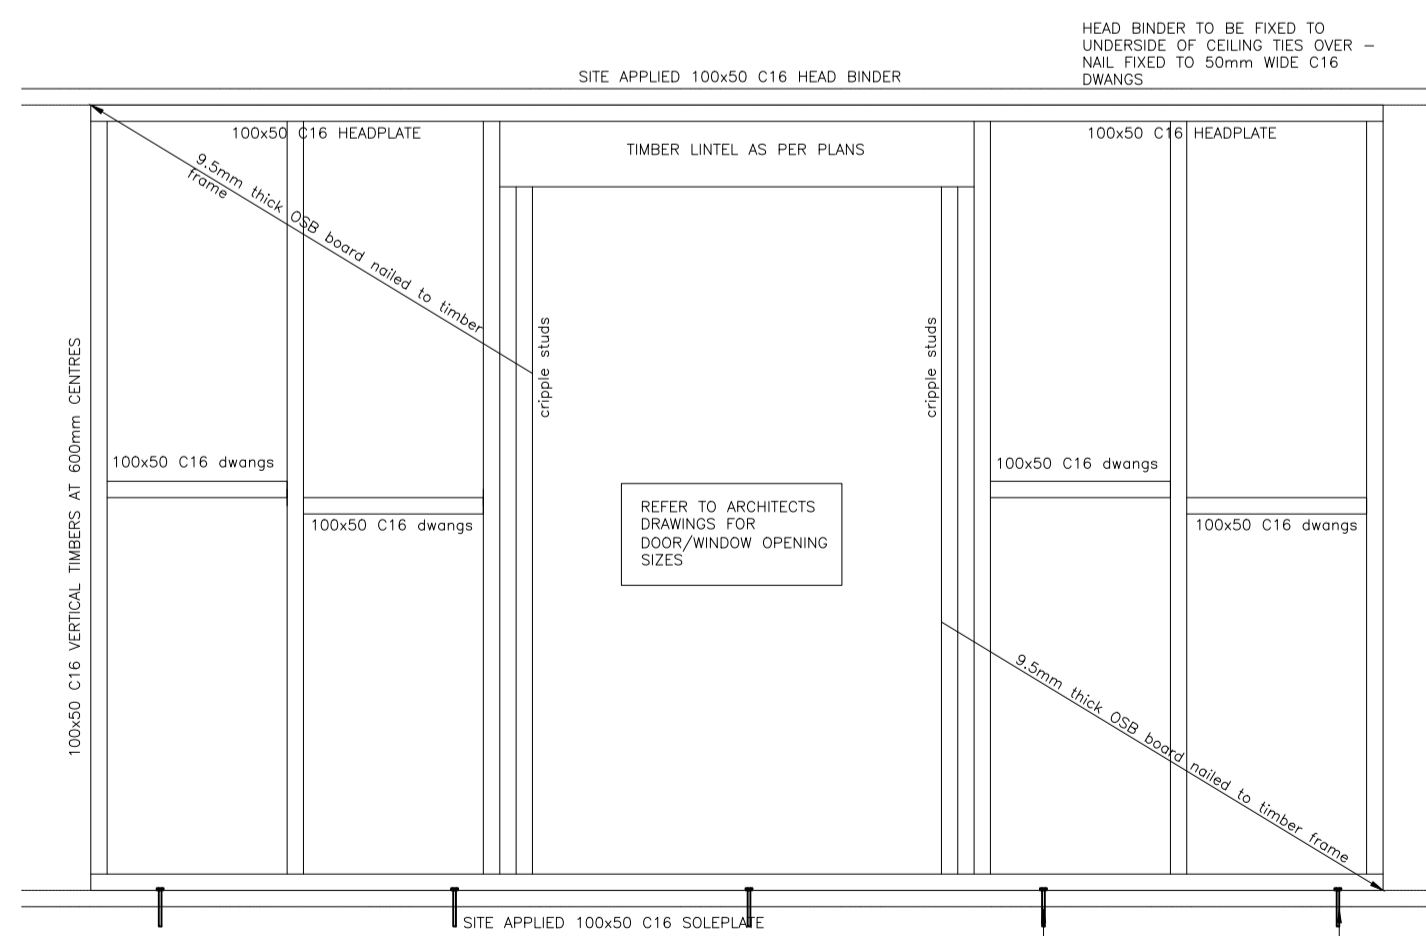 HEAD BINDER TO BE FIXED TO
UNDERSIDE OF CEILING TIES OVER –
NAIL FIXED TO 50mm WIDE C16
DWANGS
SITE APPLIED 100x50 C16 HEAD BINDER
100x50 C16 HEADPLATE
100x50 C16 HEADPLATE
TIMBER LINTEL AS PER PLANS
9.5mm thick OSB board nailed to timber
frame
cripple studs
cripple studs
100x50 C16 VERTICAL TIMBERS AT 600mm CENTRES
100x50 C16 dwangs
100x50 C16 dwangs
100x50 C16 dwangs
100x50 C16 dwangs
REFER TO ARCHITECTS
DRAWINGS FOR
DOOR/WINDOW OPENING
SIZES
9.5mm thick OSB board nailed to timber frame
SITE APPLIED 100x50 C16 SOLEPLATE